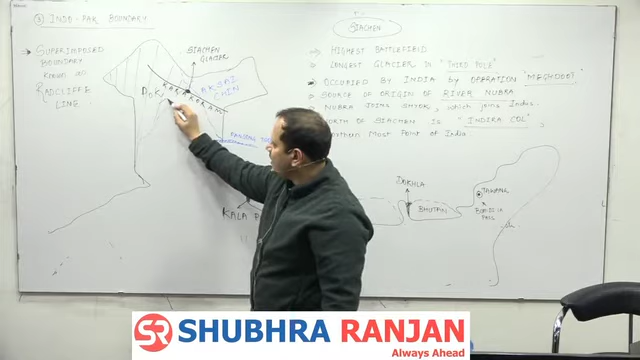 ③ INDO-PAK BOUNDARY
→ SUPERIMPOSED
BOUNDARY
KNOWN AS
RADCLIFFE
LINE.
SIACHEN
GLACIER
KARAKORAM
AKSAI
CHIN
KALA
SIACHEN
→ HIGHEST BATTLEFIELD
→ LONGEST GLACIER IN "THIRD POLE"
→ OCCUPIED BY INDIA BY OPERATION "MEGHDOOT"
→ SOURCE OF ORIGIN OF RIVER NUBRA
→ NUBRA JOINS SHYOK, which joins Indus.
NORTH OF SIACHEN IS "INDIRA COL"
Northern Most Point of India
DOKHLA
BHUTAN
PASS
SR SHUBHRA RANJAN
Always Ahead